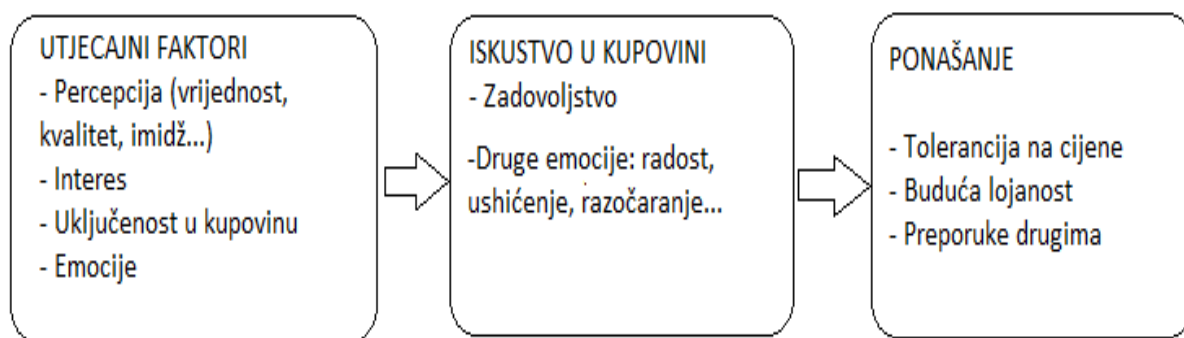 UTJECAJNI FAKTORI
- Percepcija (vrijednost,
kvalitet, imidž...)
- Interes
- Uključenost u kupovinu
- Emocije
ISKUSTVO U KUPOVINI
- Zadovoljstvo
-Druge emocije: radost,
ushićenje, razočaranje...
PONAŠANJE
- Tolerancija na cijene
- Buduća lojanost
- Preporuke drugima